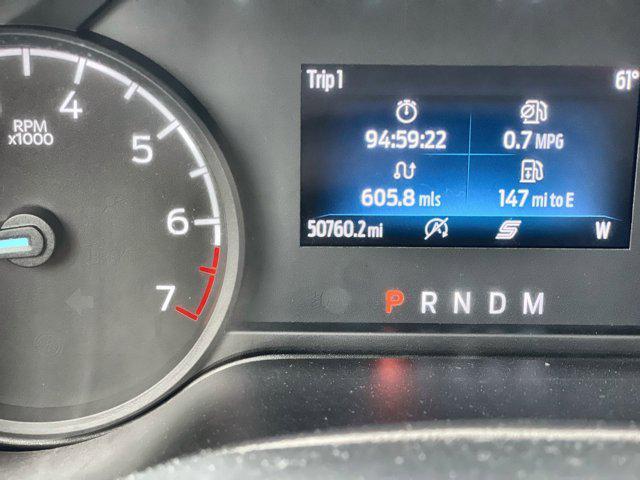 Trip 1 61°
94:59:22 0.7 MPG
605.8 mls 147 mi to E
50760.2 mi W
P R N D M
4
5
6
7
RPM
x1000